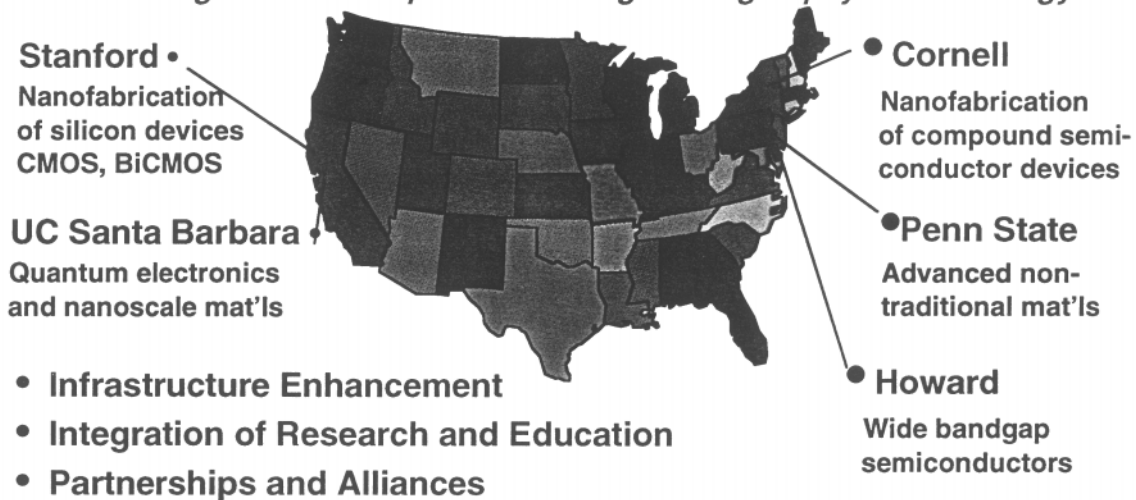 Stanford •
Nanofabrication
of silicon devices
CMOS, BiCMOS
UC Santa Barbara
Quantum electronics
and nanoscale mat'ls
• Cornell
Nanofabrication
of compound semi-
conductor devices
• Penn State
Advanced non-
traditional mat'ls
• Howard
Wide bandgap
semiconductors
• Infrastructure Enhancement
• Integration of Research and Education
• Partnerships and Alliances